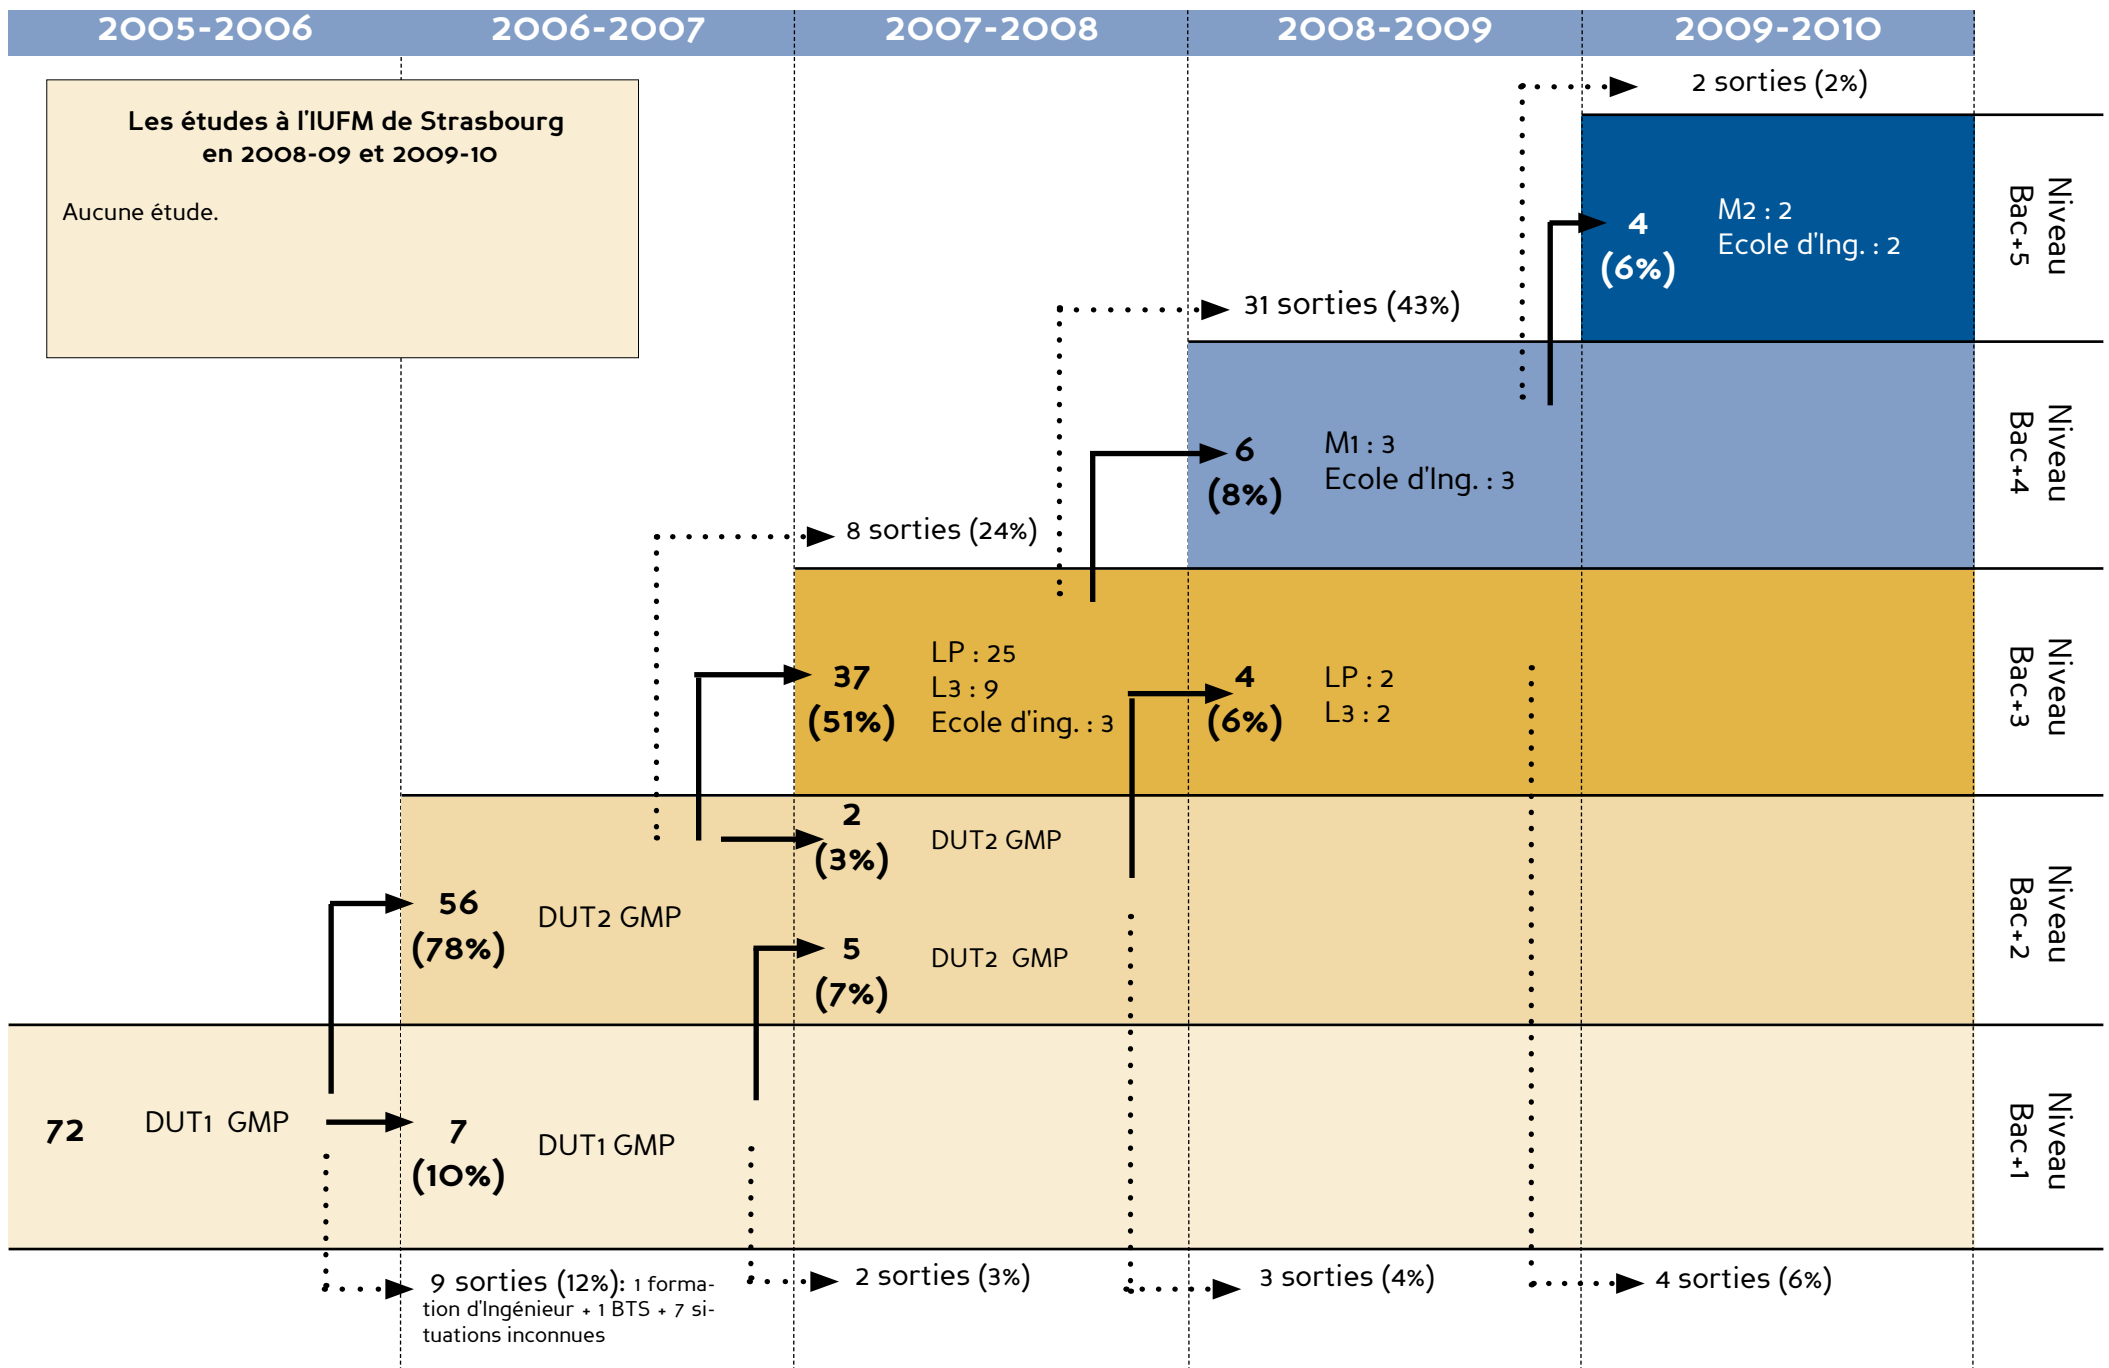 2005-2006
2006-2007
2007-2008
2008-2009
2009-2010
Les études à l'IUFM de Strasbourg
en 2008-09 et 2009-10
Aucune étude.
2 sorties (2%)
4
(6%)
M2 : 2
Ecole d'Ing. : 2
Niveau
Bac+5
31 sorties (43%)
6
(8%)
M1 : 3
Ecole d'Ing. : 3
Niveau
Bac+4
8 sorties (24%)
37
(51%)
LP : 25
L3 : 9
Ecole d'ing. : 3
4
(6%)
LP : 2
L3 : 2
Niveau
Bac+3
2
(3%)
DUT2 GMP
56
(78%)
DUT2 GMP
5
(7%)
DUT2 GMP
Niveau
Bac+2
72
DUT1 GMP
7
(10%)
DUT1 GMP
Niveau
Bac+1
9 sorties (12%): 1 forma-
tion d'Ingénieur + 1 BTS + 7 si-
tuations inconnues
2 sorties (3%)
3 sorties (4%)
4 sorties (6%)